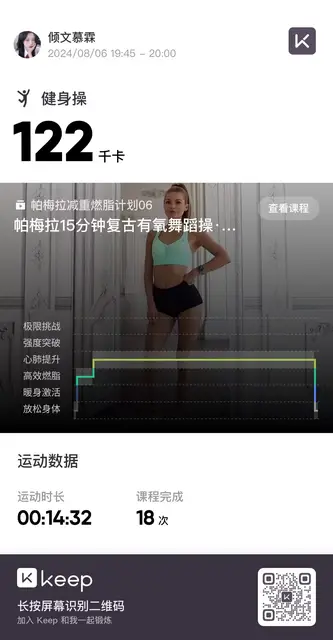 倾文慕霖
2024/08/06 19:45 - 20:00
健身操
122 千卡
帕梅拉减重燃脂计划06
查看课程
帕梅拉15分钟复古有氧舞蹈操·...
极限挑战
强度突破
心肺提升
高效燃脂
暖身激活
放松身体
运动数据
运动时长
课程完成
00:14:32
18 次
keep
长按屏幕识别二维码
加入 Keep 和我一起锻炼